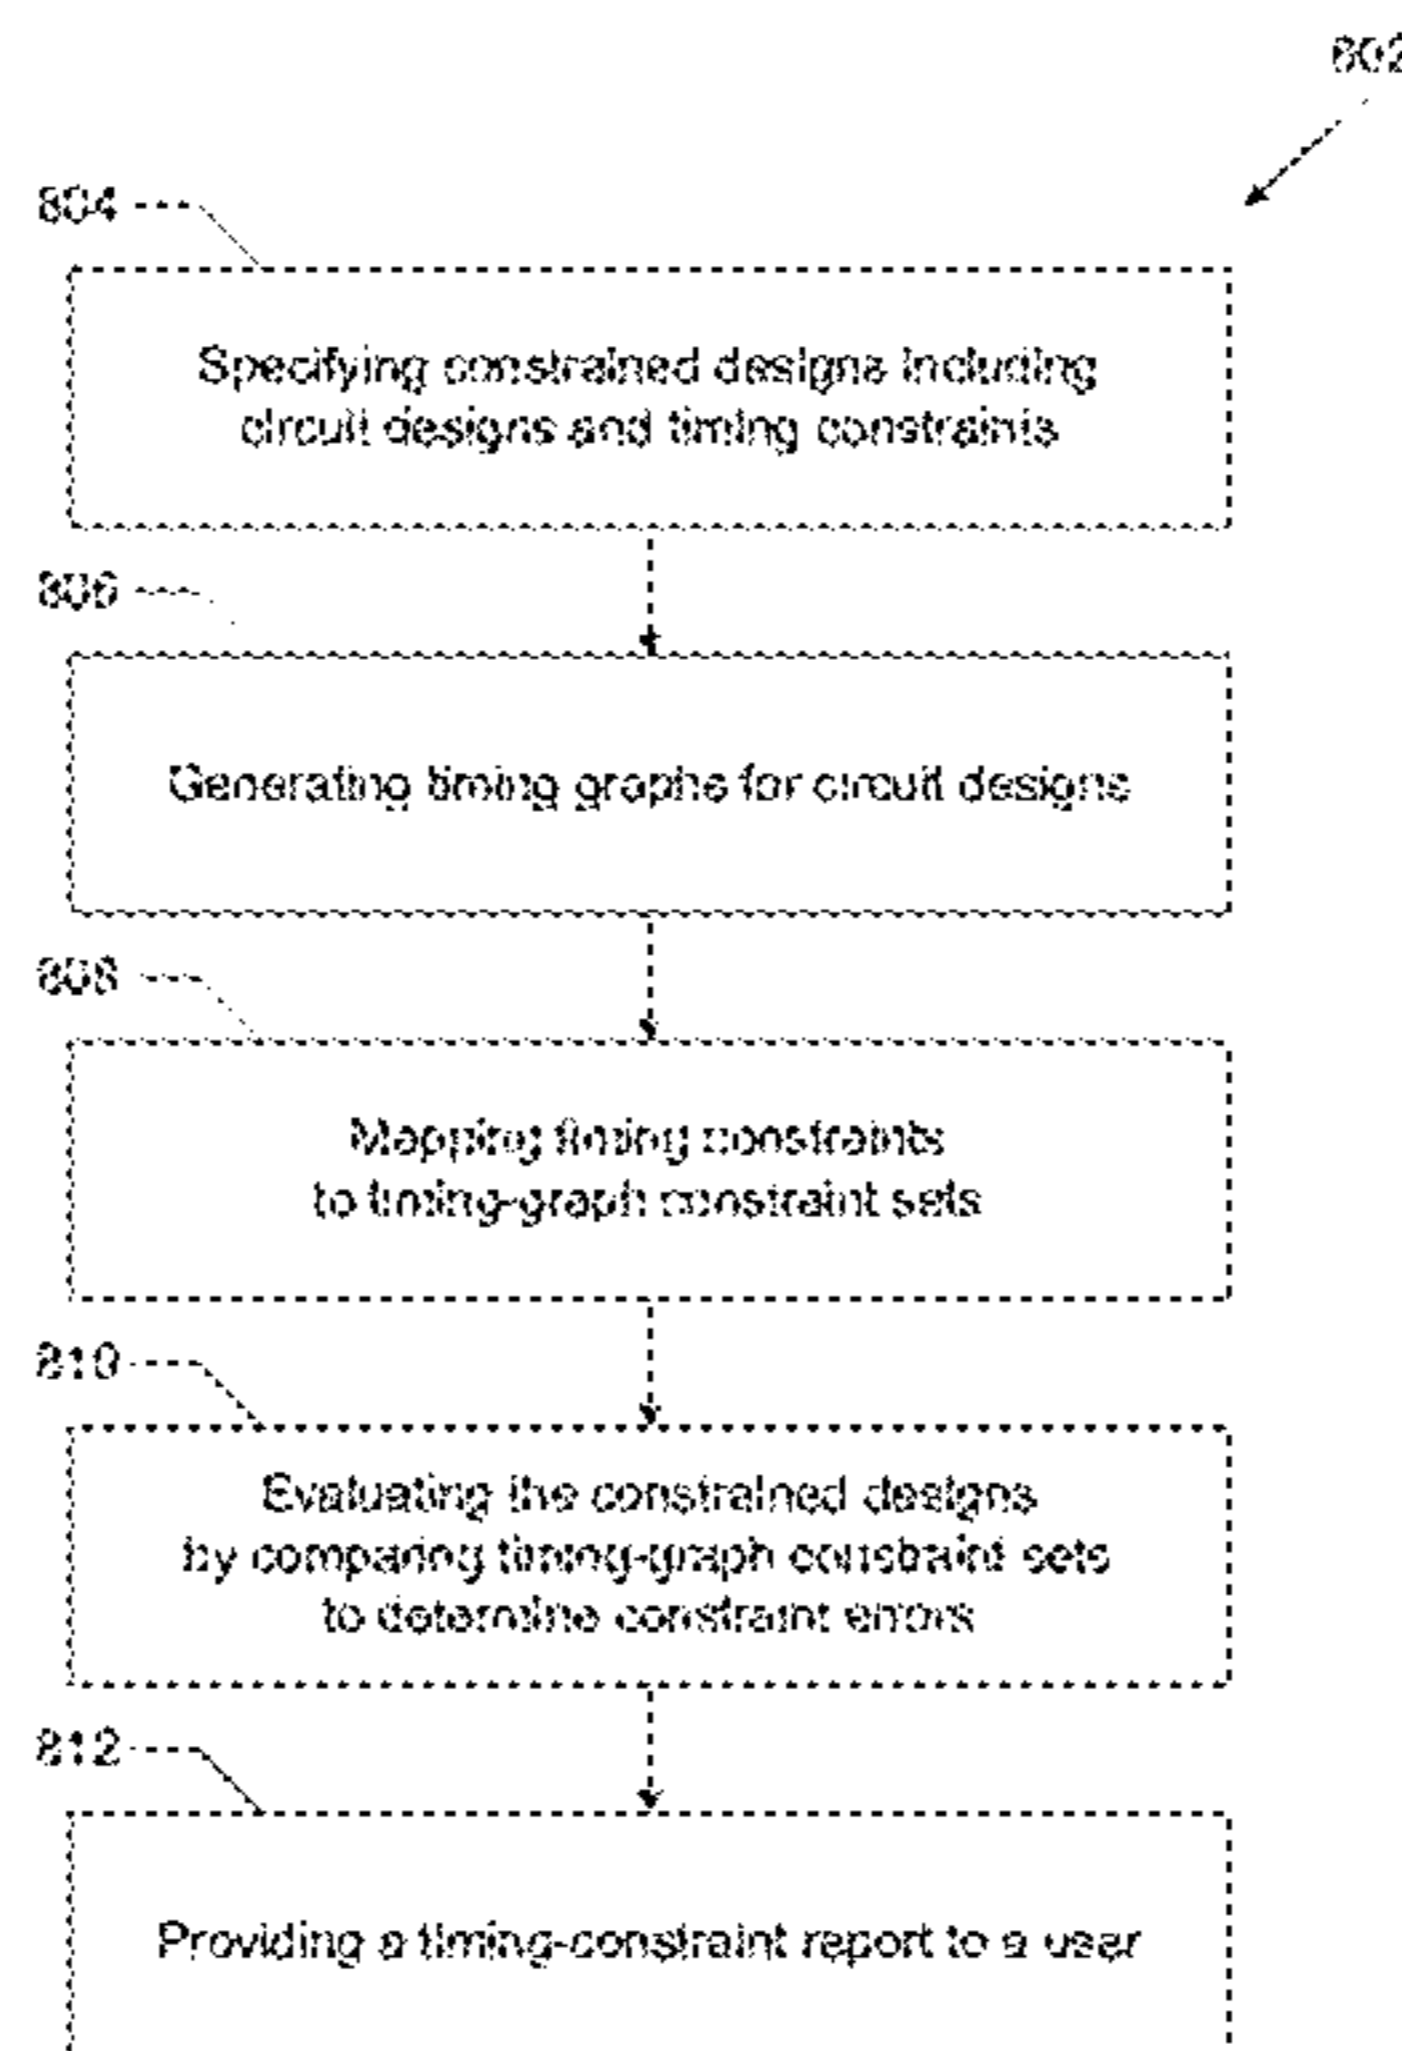 802
804
Specifying constrained designs including
circuit designs and timing constraints
806
Generating timing graphs for circuit designs
808
Mapping timing constraints
to timing-graph constraint sets
810
Evaluating the constrained designs
by comparing timing-graph constraint sets
to determine constraint errors
812
Providing a timing-constraint report to a user